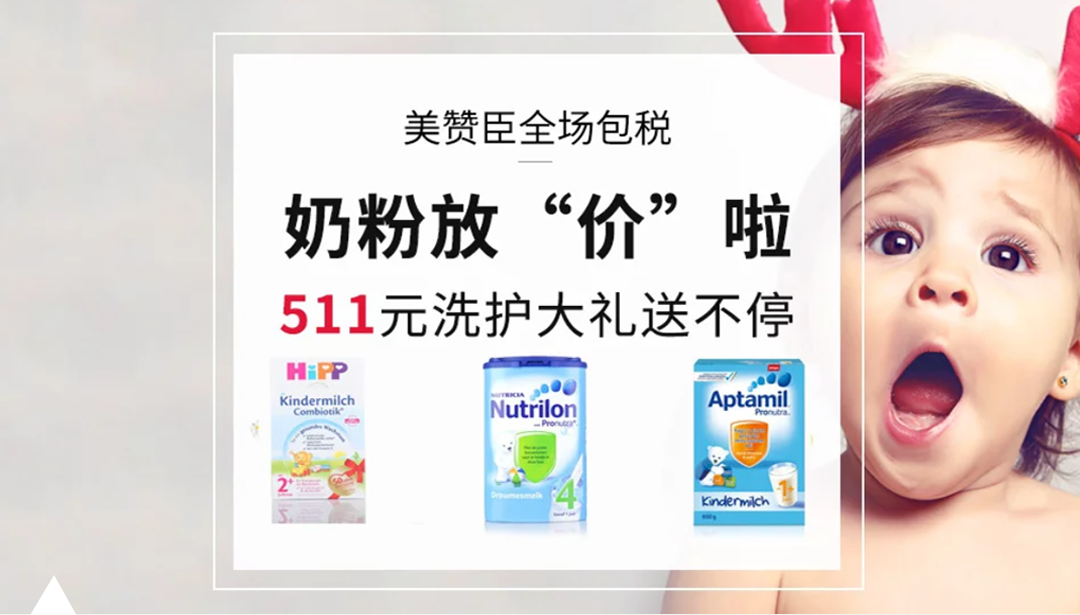 美赞臣全场包税
奶粉放“价”啦
511元洗护大礼送不停
HiPP
Kindermilch
Combiotik®
2+
NUTRICIA
Nutrilon
Pronutra
Dreumesmelk
4
Aptamil
Pronutra
Kindermilch
1+